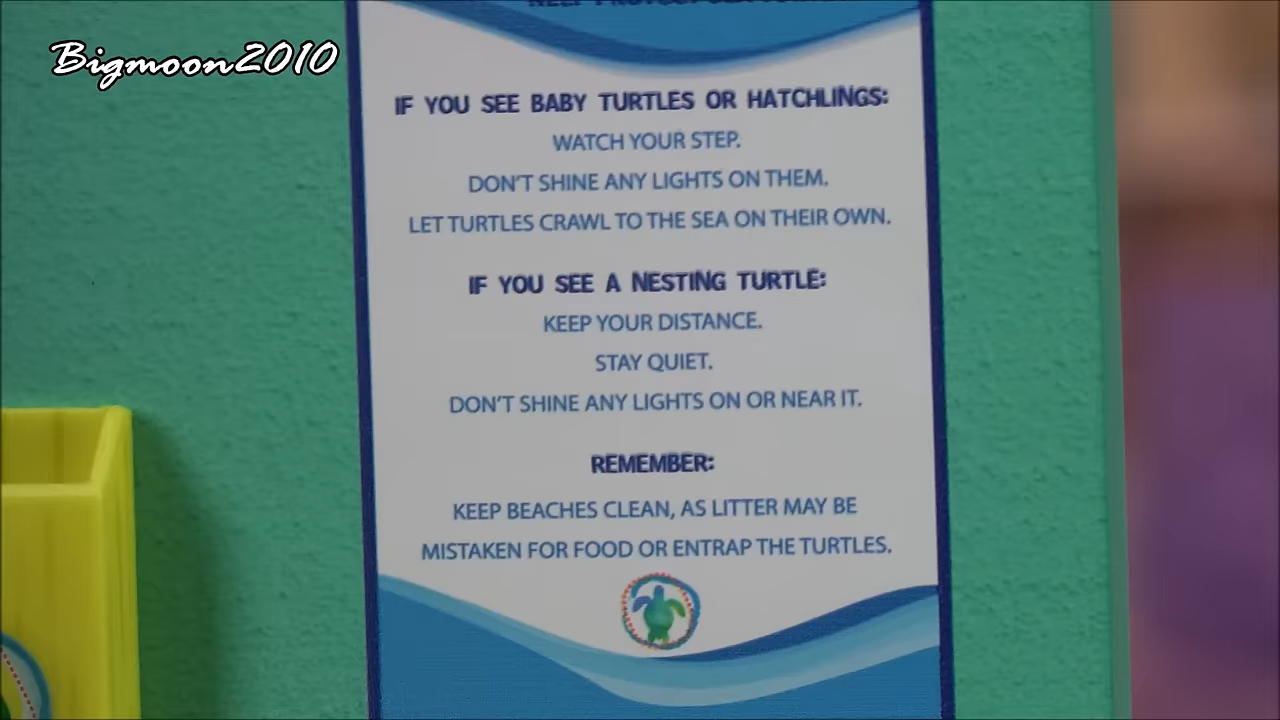 Bigmoon2010
IF YOU SEE BABY TURTLES OR HATCHLINGS:
WATCH YOUR STEP.
DON'T SHINE ANY LIGHTS ON THEM.
LET TURTLES CRAWL TO THE SEA ON THEIR OWN.
IF YOU SEE A NESTING TURTLE:
KEEP YOUR DISTANCE.
STAY QUIET.
DON'T SHINE ANY LIGHTS ON OR NEAR IT.
REMEMBER:
KEEP BEACHES CLEAN, AS LITTER MAY BE
MISTAKEN FOR FOOD OR ENTRAP THE TURTLES.